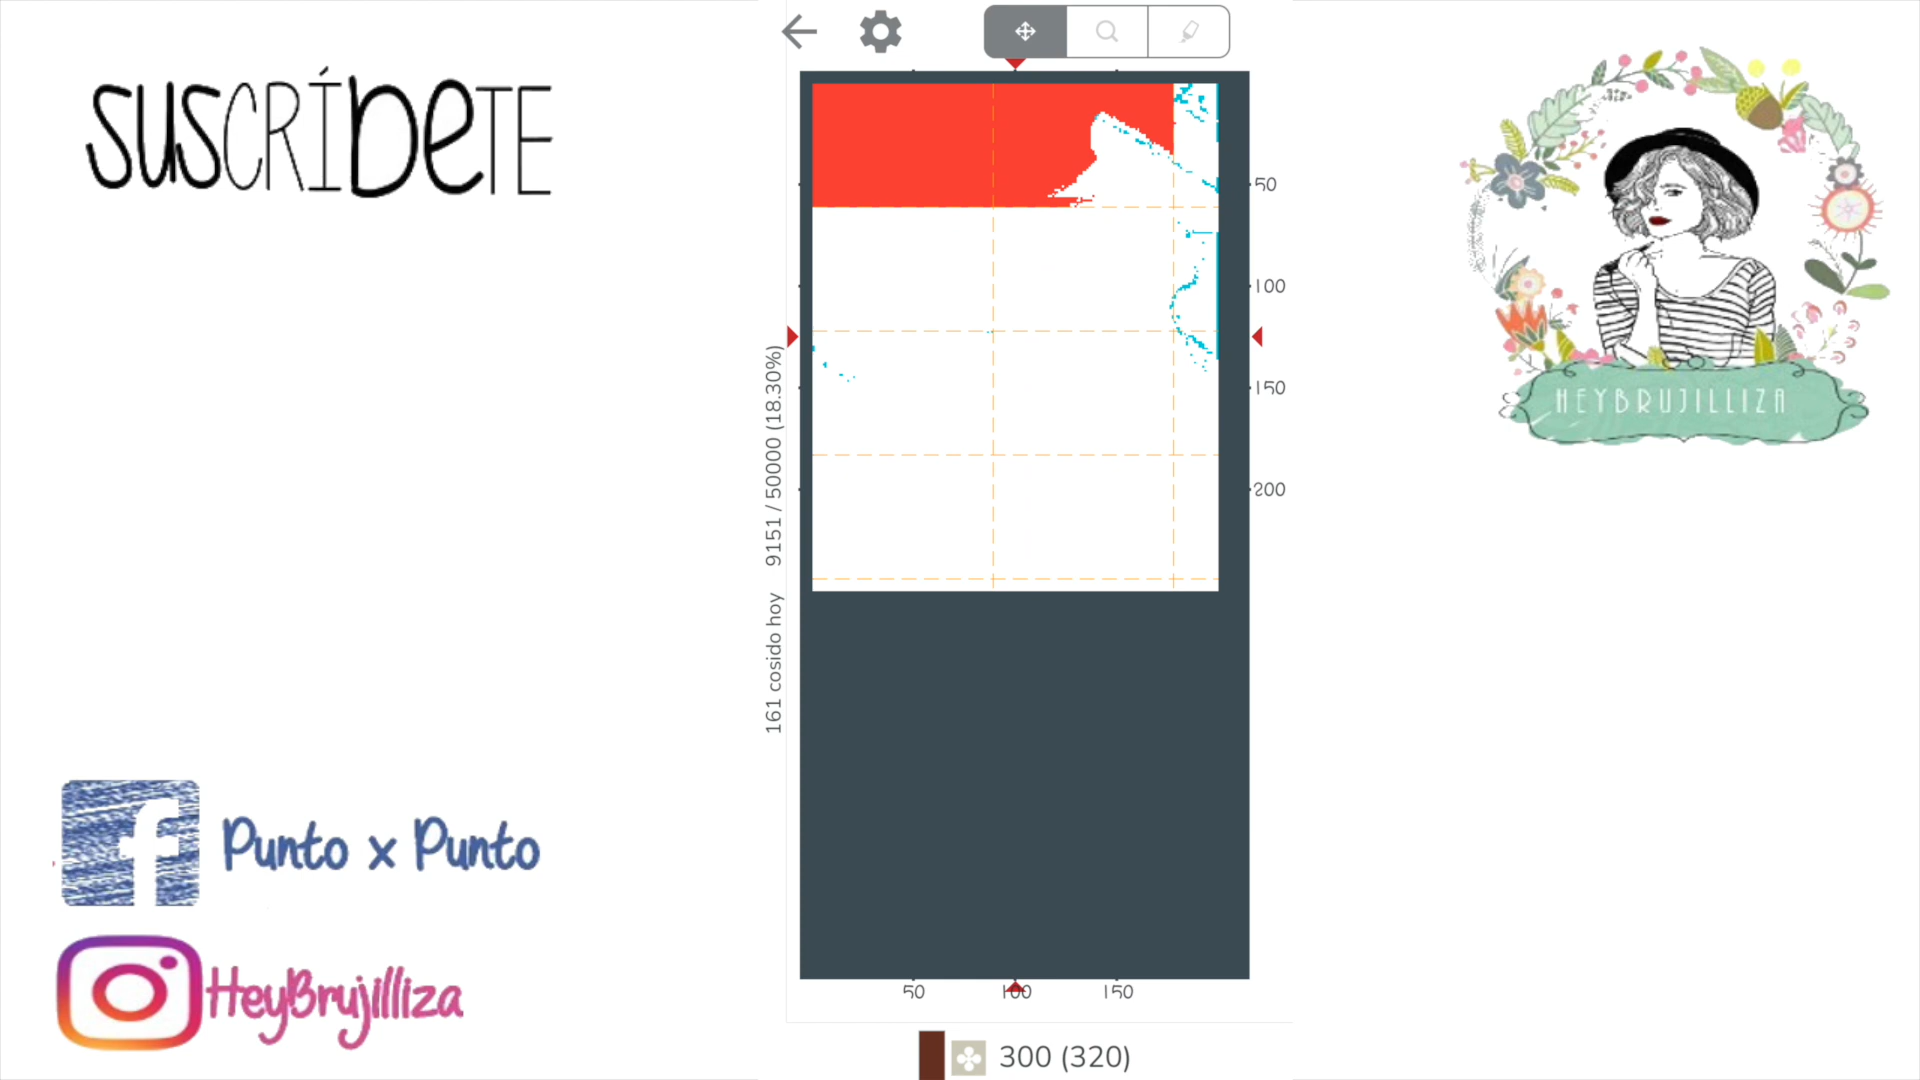 SUSCRÍBETE
50
100
150
200
9151 / 50000 (18.30%)
161 cosido hoy
HEYBRUJILLIZA
Punto x Punto
HeyBrujilliza
50
100
150
300 (320)